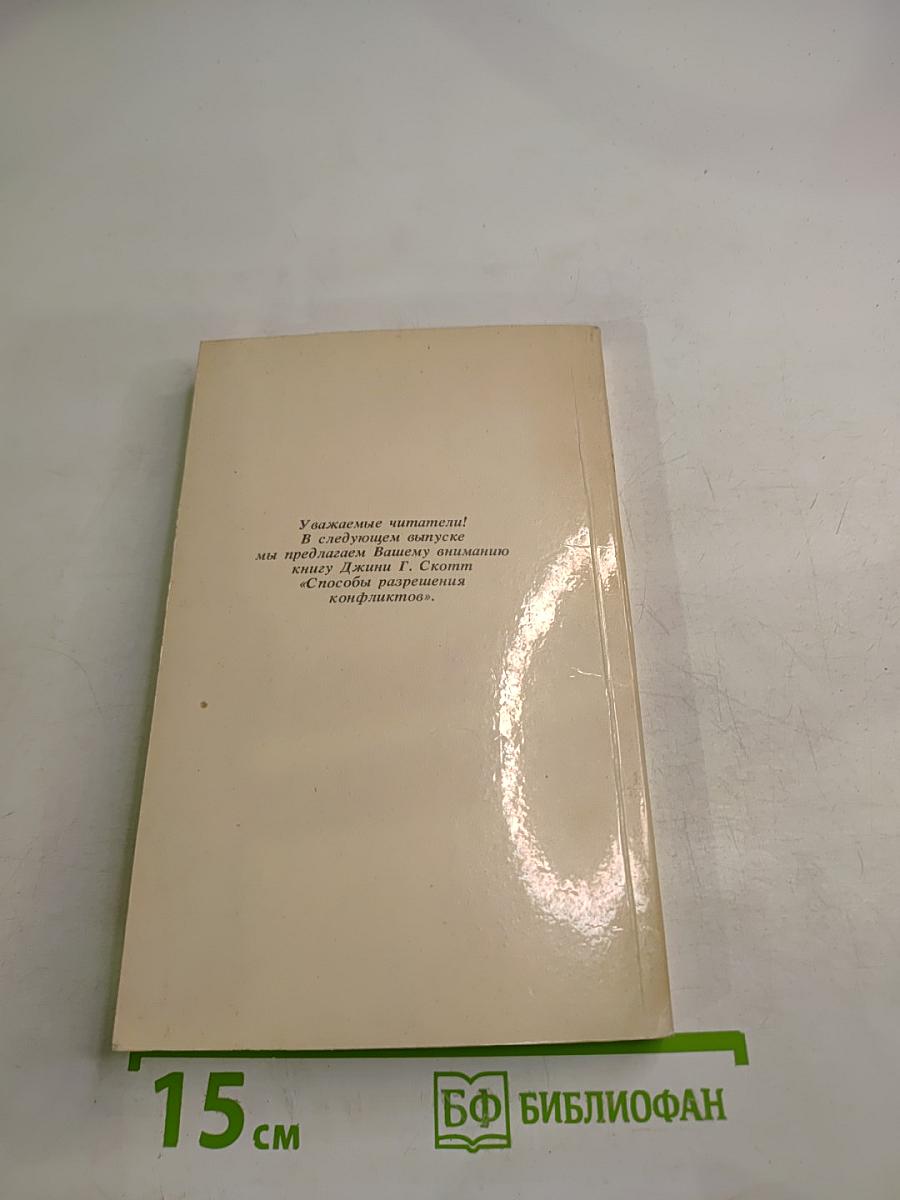 Уважаемые читатели!
В следующем выпуске
мы предлагаем Вашему вниманию
книгу Джини Г. Скотт
«Способы разрешения
конфликтов».
15 см
БФ БИБЛИОФАН